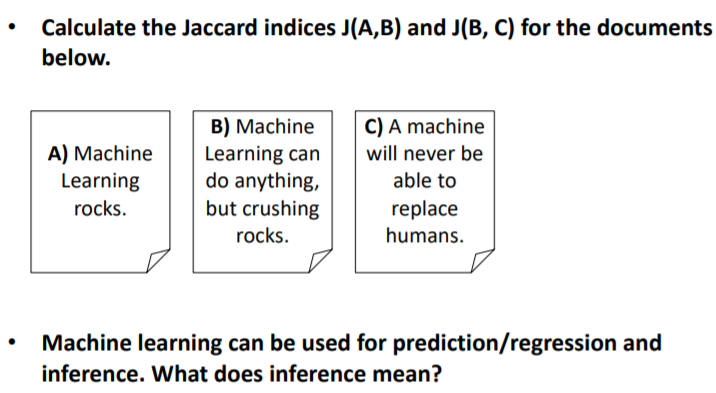 • Calculate the Jaccard indices J(A,B) and J(B, C) for the documents
below.
A) Machine
Learning
rocks.
B) Machine
Learning can
do anything,
but crushing
rocks.
C) A machine
will never be
able to
replace
humans.
• Machine learning can be used for prediction/regression and
inference. What does inference mean?